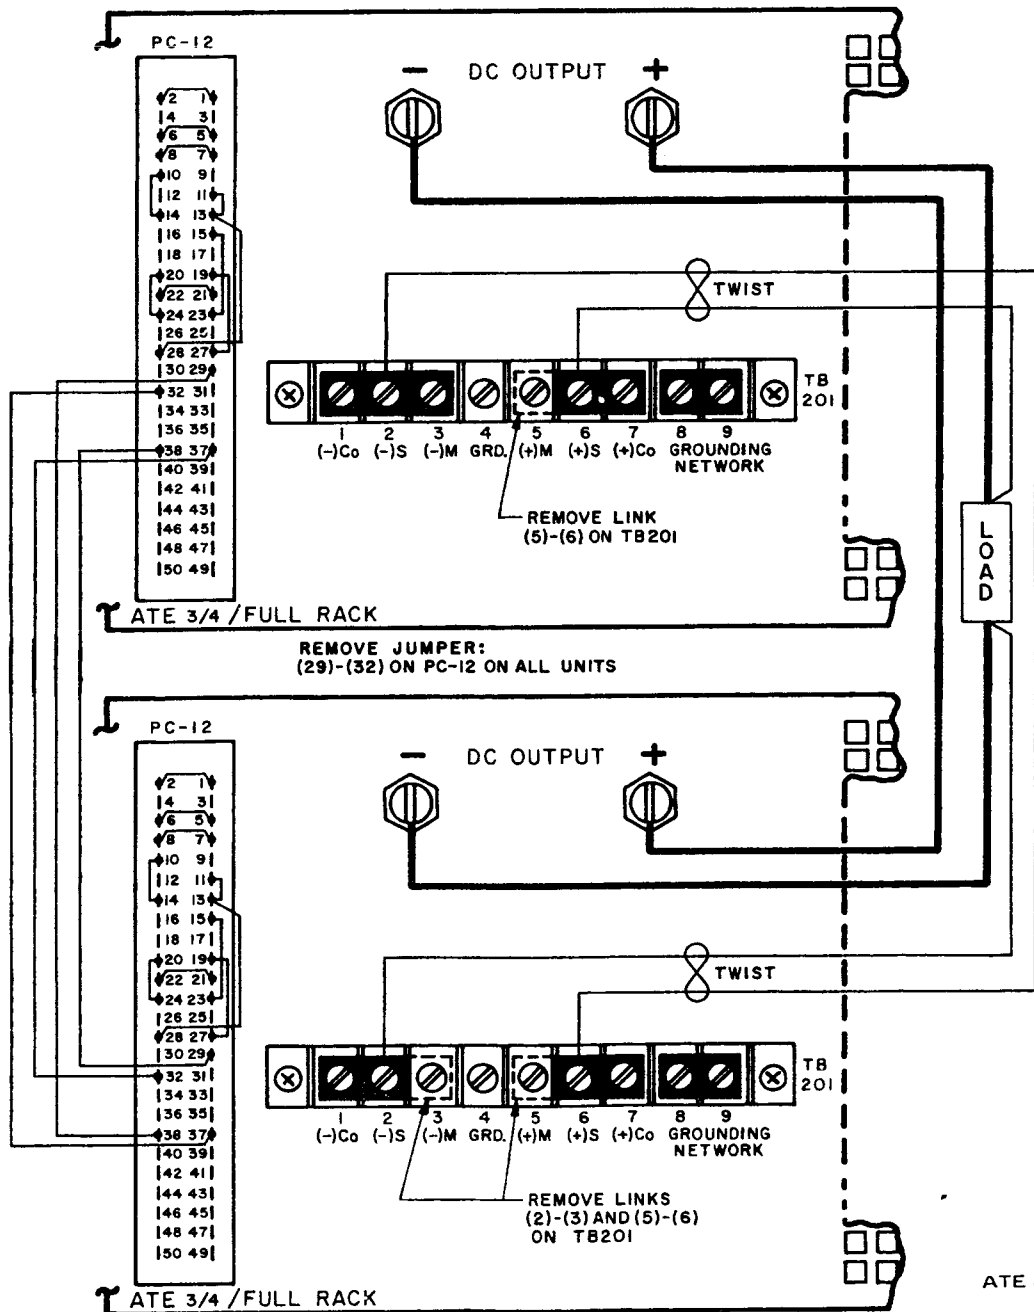 PC-12
− DC OUTPUT +
2 1
4 3
6 5
8 7
10 9
12 11
14 13
16 15
18 17
20 19
22 21
24 23
26 25
28 27
30 29
32 31
34 33
36 35
38 37
40 39
42 41
44 43
46 45
48 47
50 49
TWIST
TB
201
1 2 3 4 5 6 7 8 9
(-)Co (-)S (-)M GRD. (+)M (+)S (+)Co GROUNDING
NETWORK
REMOVE LINK
(5)-(6) ON TB201
LOAD
ATE 3/4 / FULL RACK
REMOVE JUMPER:
(29)-(32) ON PC-12 ON ALL UNITS
PC-12
− DC OUTPUT +
2 1
4 3
6 5
8 7
10 9
12 11
14 13
16 15
18 17
20 19
22 21
24 23
26 25
28 27
30 29
32 31
34 33
36 35
38 37
40 39
42 41
44 43
46 45
48 47
50 49
TWIST
TB
201
1 2 3 4 5 6 7 8 9
(-)Co (-)S (-)M GRD. (+)M (+)S (+)Co GROUNDING
NETWORK
REMOVE LINKS
(2)-(3) AND (5)-(6)
ON TB201
ATE 3/4 / FULL RACK
ATE